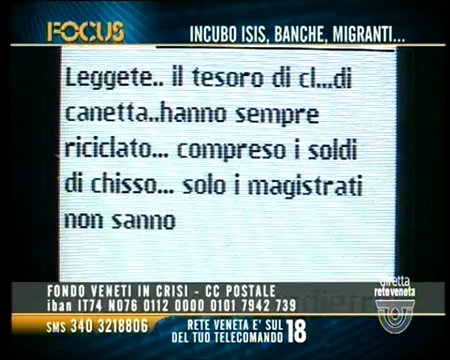 FOCUS
INCUBO ISIS, BANCHE, MIGRANTI...
Leggete.. il tesoro di cl...di
canetta..hanno sempre
riciclato... compreso i soldi
di chisso... solo i magistrati
non sanno
diretta
reteveneta
FONDO VENETI IN CRISI - CC POSTALE
iban IT74 N076 0112 0000 0101 7942 739
SMS 340 3218806
RETE VENETA E' SUL
DEL TUO TELECOMANDO 18